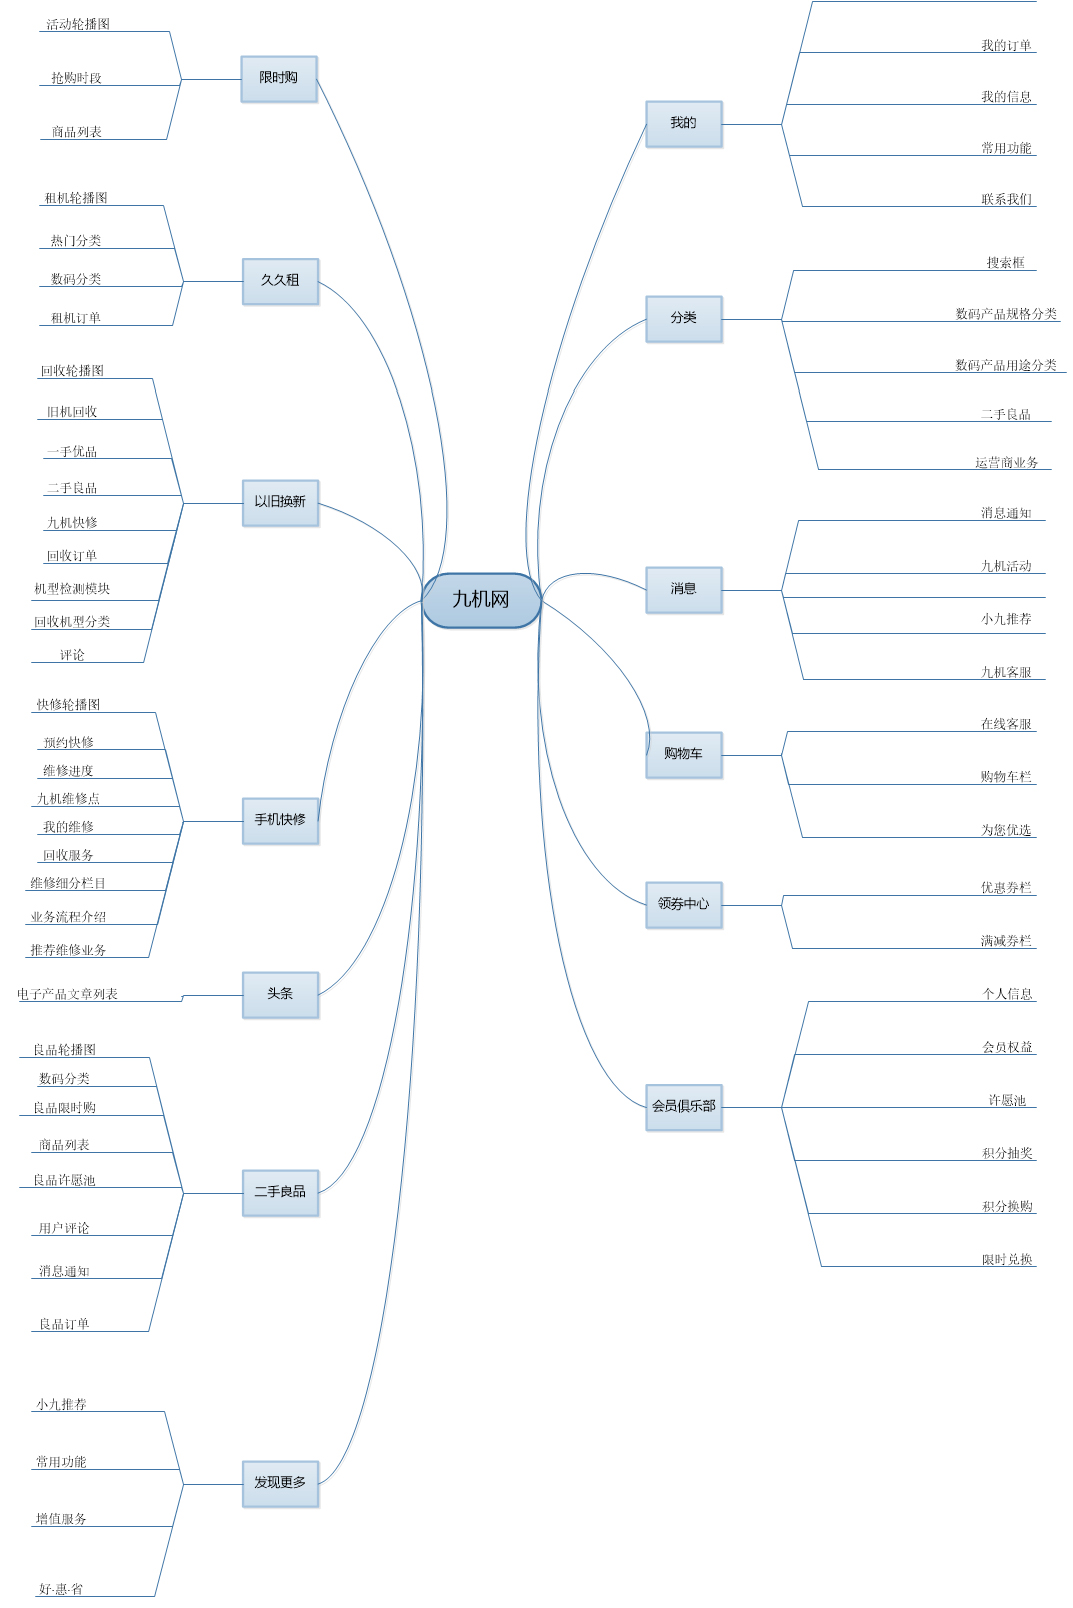 九机网
限时购
活动轮播图
抢购时段
商品列表
久久租
租机轮播图
热门分类
数码分类
租机订单
以旧换新
回收轮播图
旧机回收
一手优品
二手良品
九机快修
回收订单
机型检测模块
回收机型分类
评论
手机快修
快修轮播图
预约快修
维修进度
九机维修点
我的维修
回收服务
维修细分栏目
业务流程介绍
推荐维修业务
头条
电子产品文章列表
二手良品
良品轮播图
数码分类
良品限时购
商品列表
良品许愿池
用户评论
消息通知
良品订单
发现更多
小九推荐
常用功能
增值服务
好·惠·省
我的
我的订单
我的信息
常用功能
联系我们
分类
搜索框
数码产品规格分类
数码产品用途分类
二手良品
运营商业务
消息
消息通知
九机活动
小九推荐
九机客服
购物车
在线客服
购物车栏
为您优选
领券中心
优惠券栏
满减券栏
会员俱乐部
个人信息
会员权益
许愿池
积分抽奖
积分换购
限时兑换